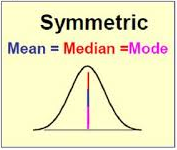 Symmetric
Mean = Median =Mode